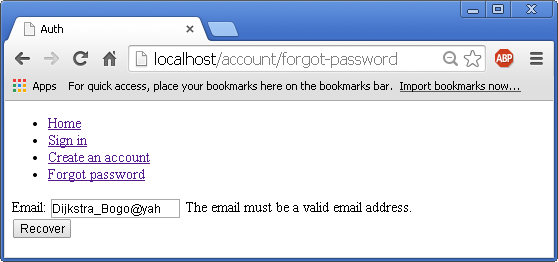 Auth
localhost/account/forgot-password
ABP
Apps For quick access, place your bookmarks here on the bookmarks bar. Import bookmarks now...
Home
Sign in
Create an account
Forgot password
Email: Dijkstra_Bogo@yah The email must be a valid email address.
Recover